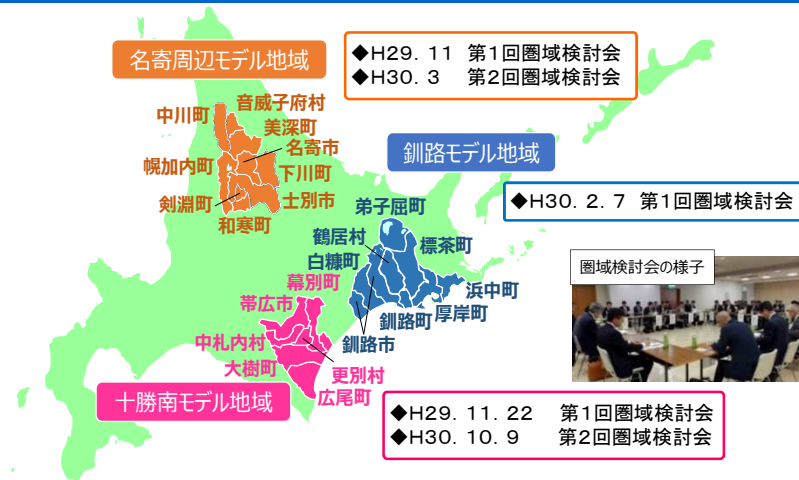 名寄周辺モデル地域
◆H29．11　第1回圏域検討会
◆H30．3　第2回圏域検討会
音威子府村
中川町
美深町
名寄市
幌加内町
下川町
剣淵町
士別市
和寒町
釧路モデル地域
◆H30．2．7　第1回圏域検討会
弟子屈町
鶴居村
標茶町
白糠町
浜中町
厚岸町
釧路町
釧路市
圏域検討会の様子
幕別町
帯広市
中札内村
大樹町
更別村
広尾町
十勝南モデル地域
◆H29．11．22　第1回圏域検討会
◆H30．10．9　第2回圏域検討会